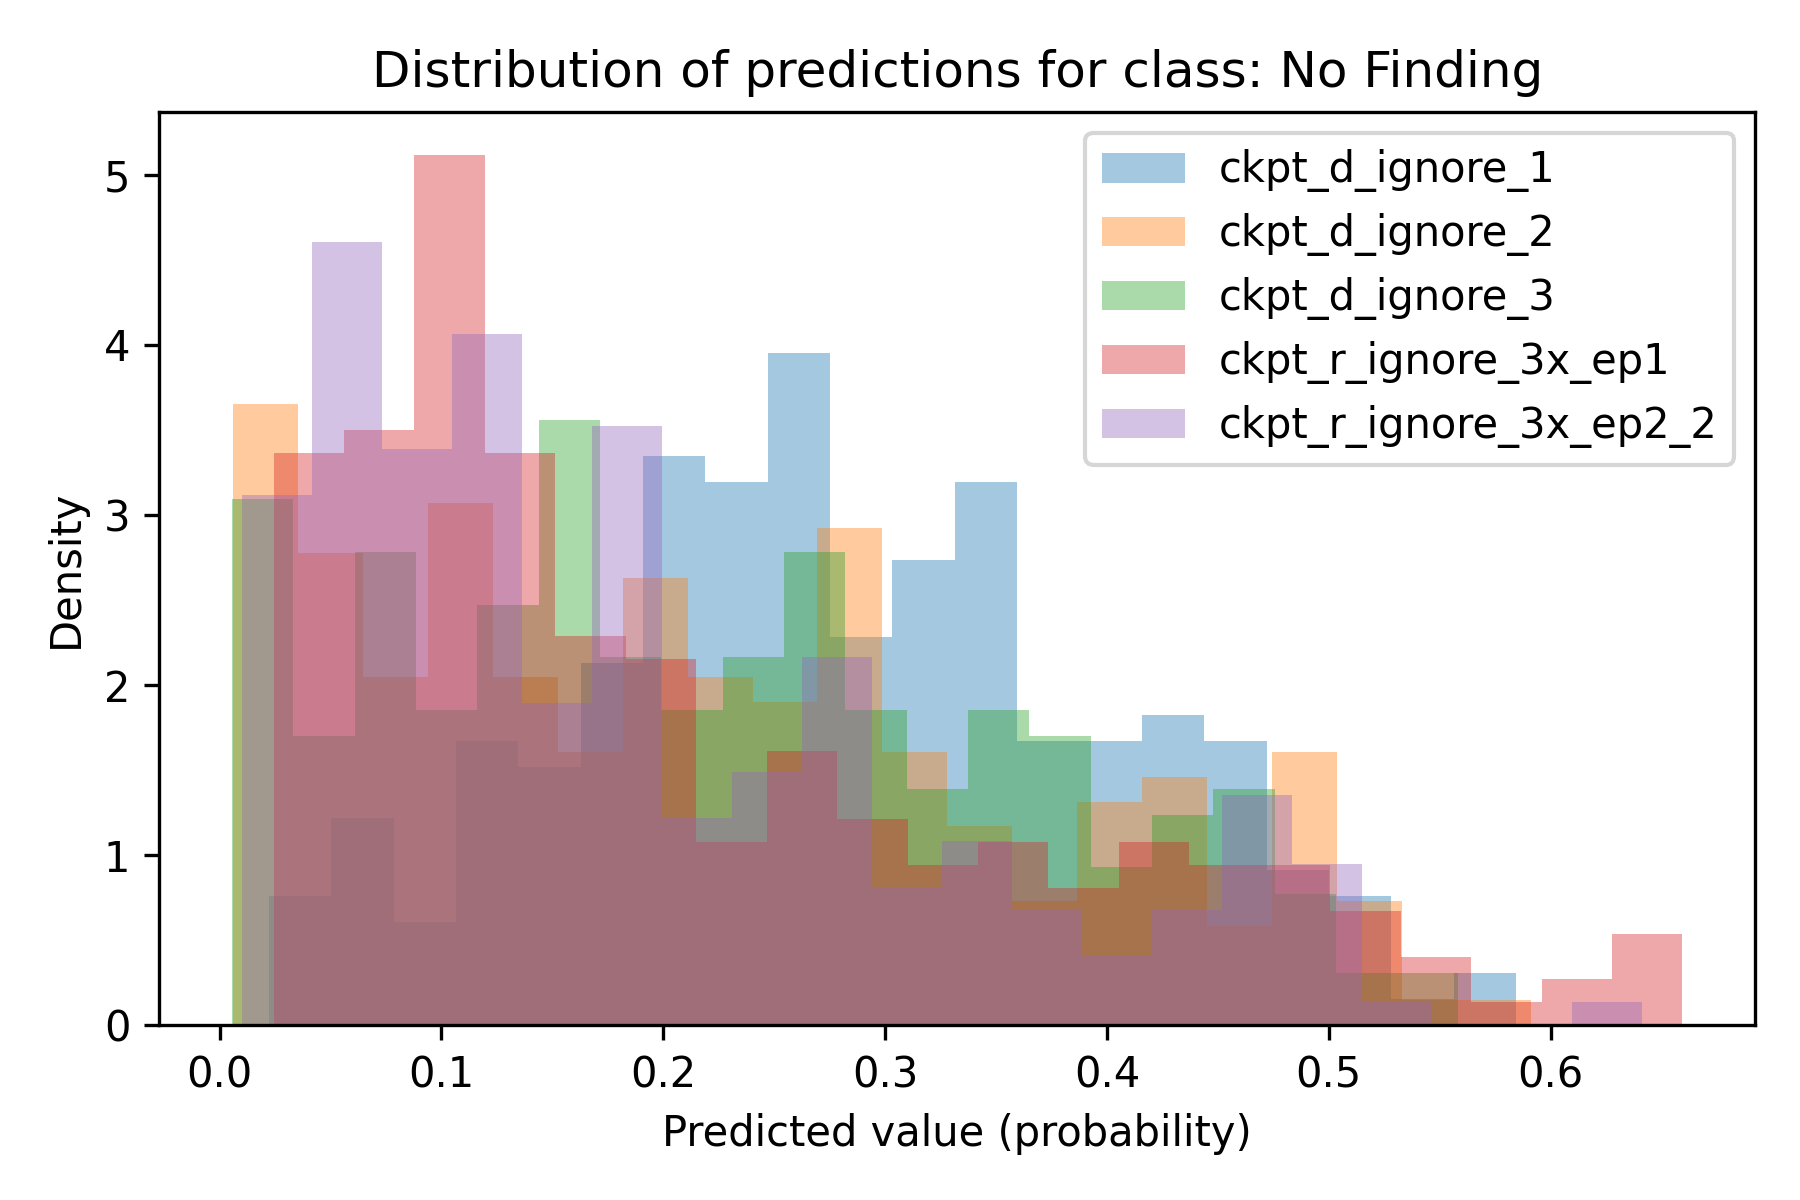 Distribution of predictions for class: No Finding
ckpt_d_ignore_1
ckpt_d_ignore_2
ckpt_d_ignore_3
ckpt_r_ignore_3x_ep1
ckpt_r_ignore_3x_ep2_2
Density
5
4
3
2
1
0
0.0 0.1 0.2 0.3 0.4 0.5 0.6
Predicted value (probability)